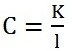 C = K/l